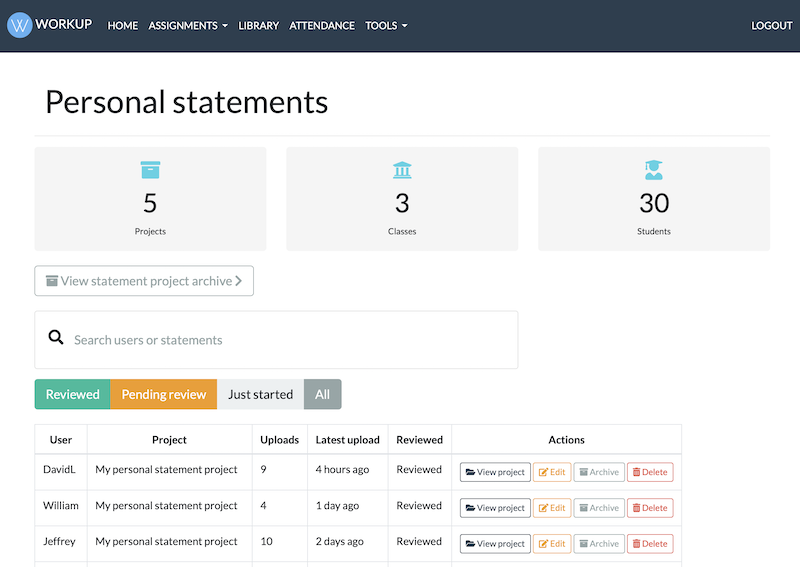 W WORKUP HOME ASSIGNMENTS LIBRARY ATTENDANCE TOOLS LOGOUT
Personal statements
5 3 30
Projects Classes Students
View statement project archive
Search users or statements
Reviewed Pending review Just started All
User Project Uploads Latest upload Reviewed Actions
DavidL My personal statement project 9 4 hours ago Reviewed View project Edit Archive Delete
William My personal statement project 4 1 day ago Reviewed View project Edit Archive Delete
Jeffrey My personal statement project 10 2 days ago Reviewed View project Edit Archive Delete